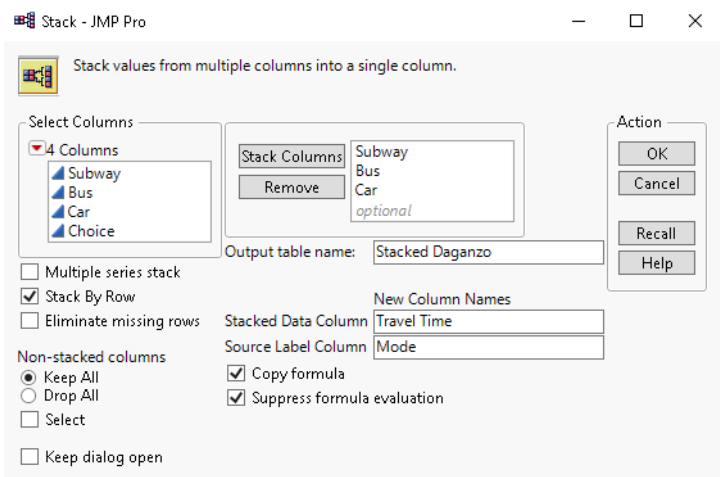 Stack - JMP Pro
Stack values from multiple columns into a single column.
Select Columns
4 Columns
Subway
Bus
Car
Choice
Stack Columns
Remove
Subway
Bus
Car
optional
Action
OK
Cancel
Recall
Help
Output table name: Stacked Daganzo
Multiple series stack
Stack By Row
Eliminate missing rows
New Column Names
Stacked Data Column Travel Time
Source Label Column Mode
Non-stacked columns
Keep All
Drop All
Select
Copy formula
Suppress formula evaluation
Keep dialog open